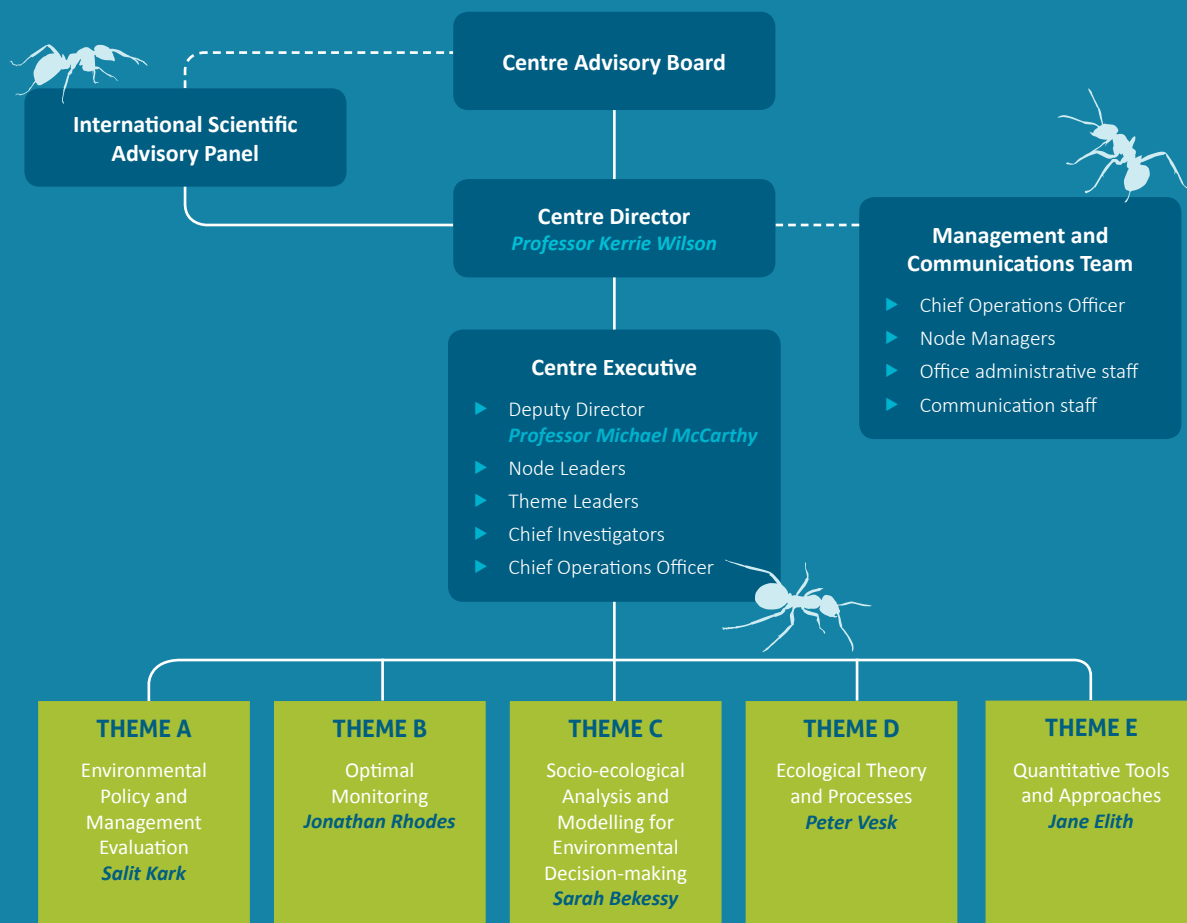 Centre Advisory Board
International Scientific
Advisory Panel
Centre Director
Professor Kerrie Wilson
Management and
Communications Team
Chief Operations Officer
Node Managers
Office administrative staff
Communication staff
Centre Executive
Deputy Director
Professor Michael McCarthy
Node Leaders
Theme Leaders
Chief Investigators
Chief Operations Officer
THEME A
Environmental
Policy and
Management
Evaluation
Salit Kark
THEME B
Optimal
Monitoring
Jonathan Rhodes
THEME C
Socio-ecological
Analysis and
Modelling for
Environmental
Decision-making
Sarah Bekessy
THEME D
Ecological Theory
and Processes
Peter Vesk
THEME E
Quantitative Tools
and Approaches
Jane Elith